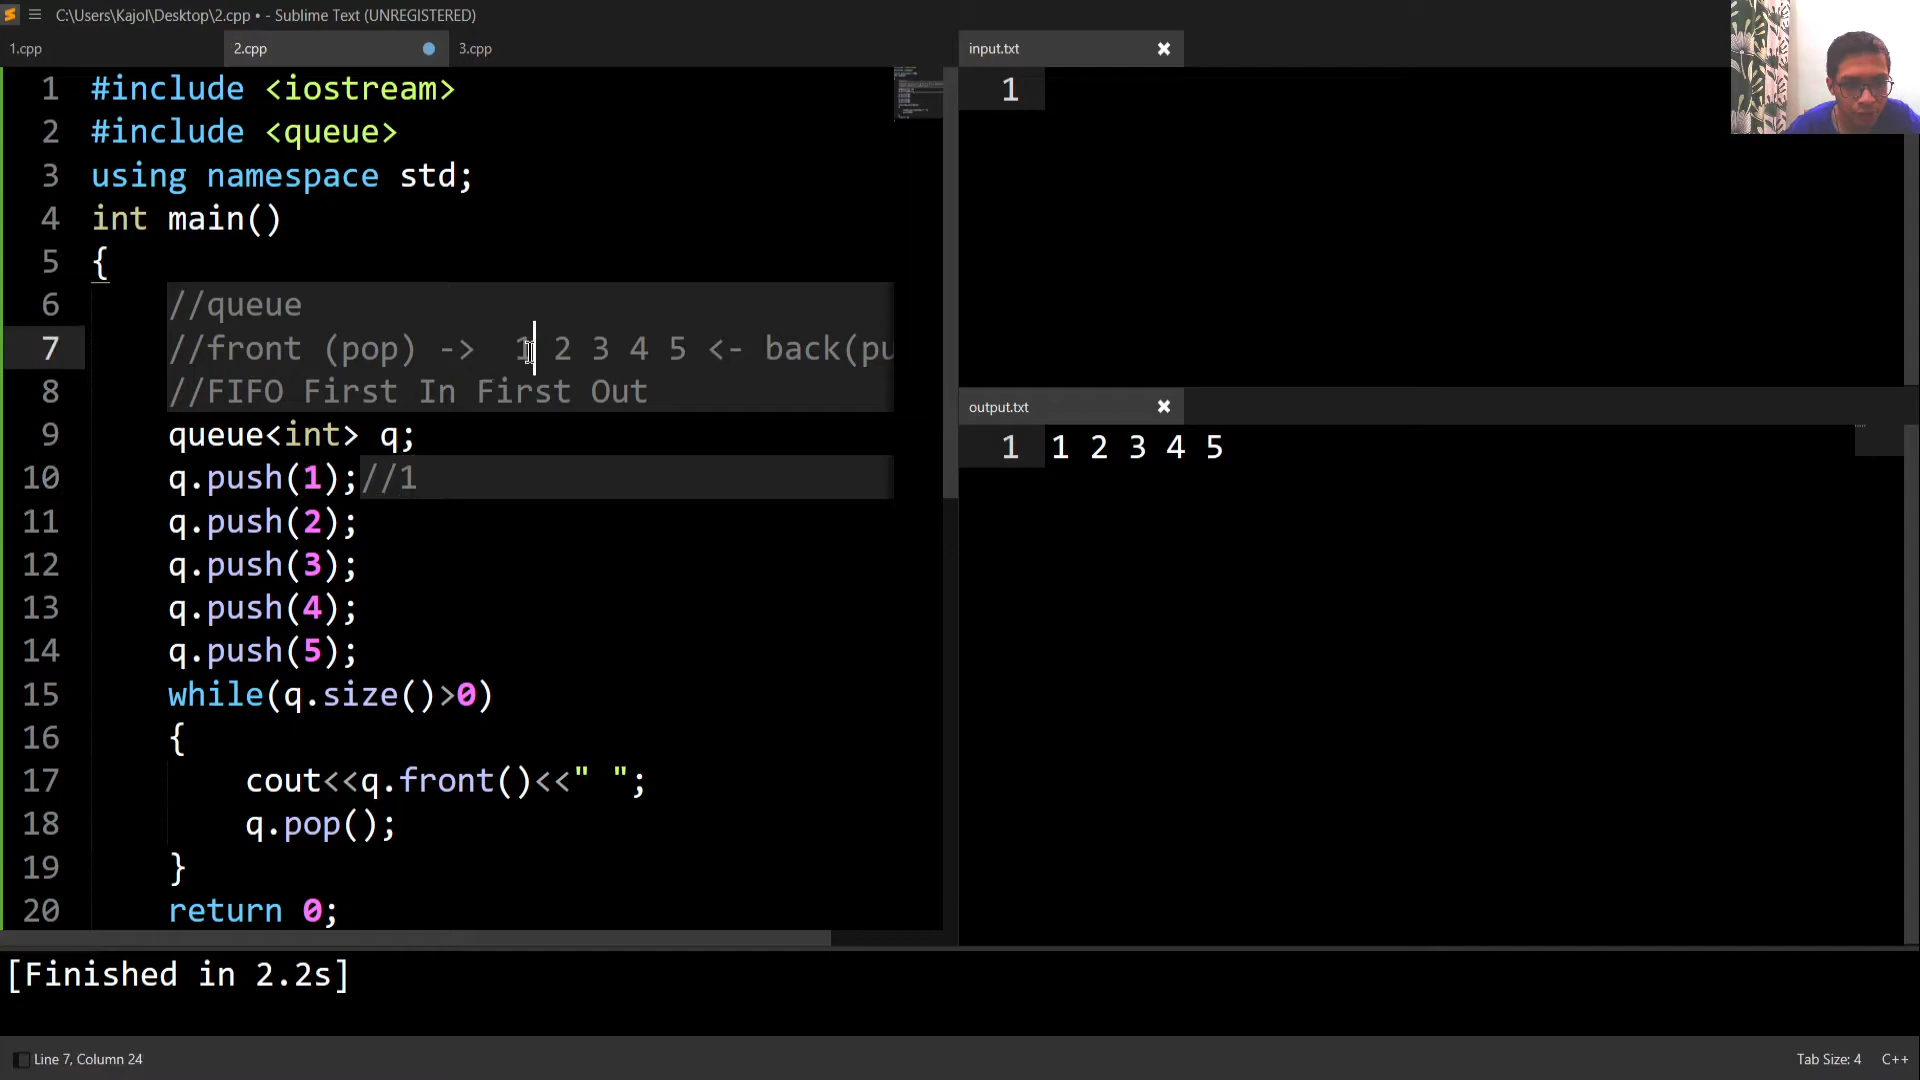 C:\Users\Kajol\Desktop\2.cpp • - Sublime Text (UNREGISTERED)
1.cpp
2.cpp
3.cpp
1 #include <iostream>
2 #include <queue>
3 using namespace std;
4 int main()
5 {
6 //queue
7 //front (pop) ->  1 2 3 4 5 <- back(pu
8 //FIFO First In First Out
9 queue<int> q;
10 q.push(1);//1
11 q.push(2);
12 q.push(3);
13 q.push(4);
14 q.push(5);
15 while(q.size()>0)
16 {
17 cout<<q.front()<<" ";
18 q.pop();
19 }
20 return 0;
input.txt
1
output.txt
1 1 2 3 4 5
[Finished in 2.2s]
Line 7, Column 24
Tab Size: 4
C++